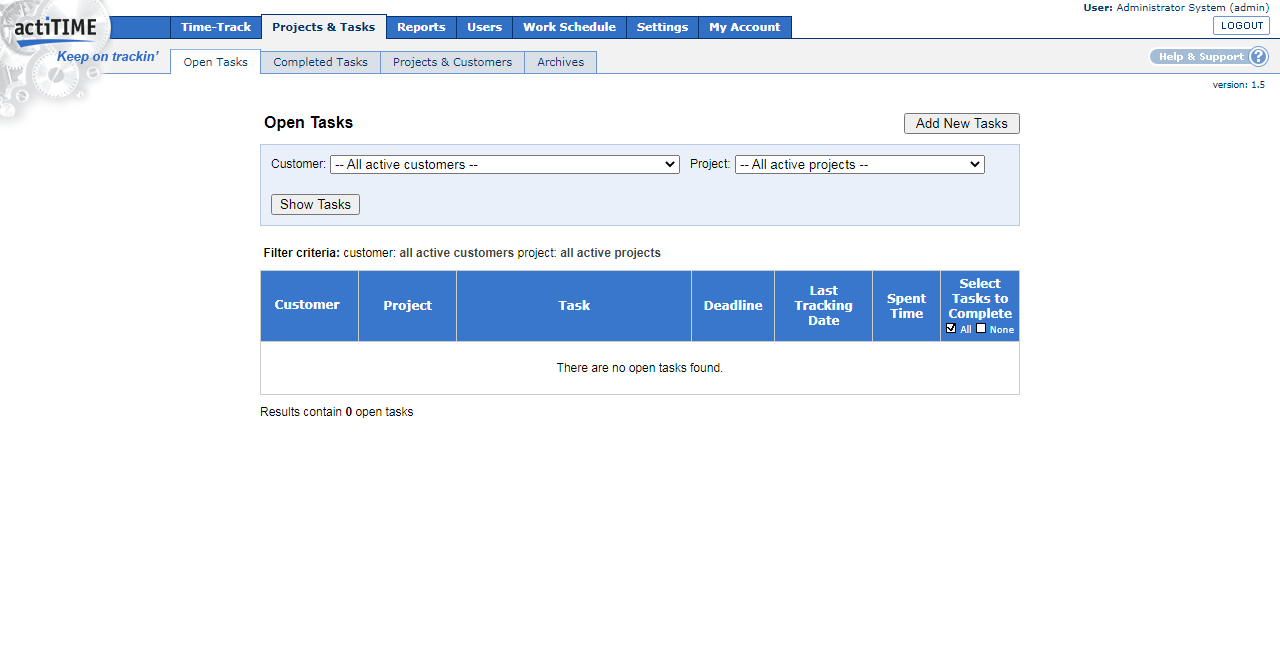 User: Administrator System (admin)
actiTIME
Time-Track Projects & Tasks Reports Users Work Schedule Settings My Account
LOGOUT
Keep on trackin'
Open Tasks Completed Tasks Projects & Customers Archives
Help & Support ?
version: 1.5
Open Tasks
Add New Tasks
Customer: -- All active customers -- Project: -- All active projects --
Show Tasks
Filter criteria: customer: all active customers project: all active projects
Customer
Project
Task
Deadline
Last
Tracking
Date
Spent
Time
Select
Tasks to
Complete
All None
There are no open tasks found.
Results contain 0 open tasks